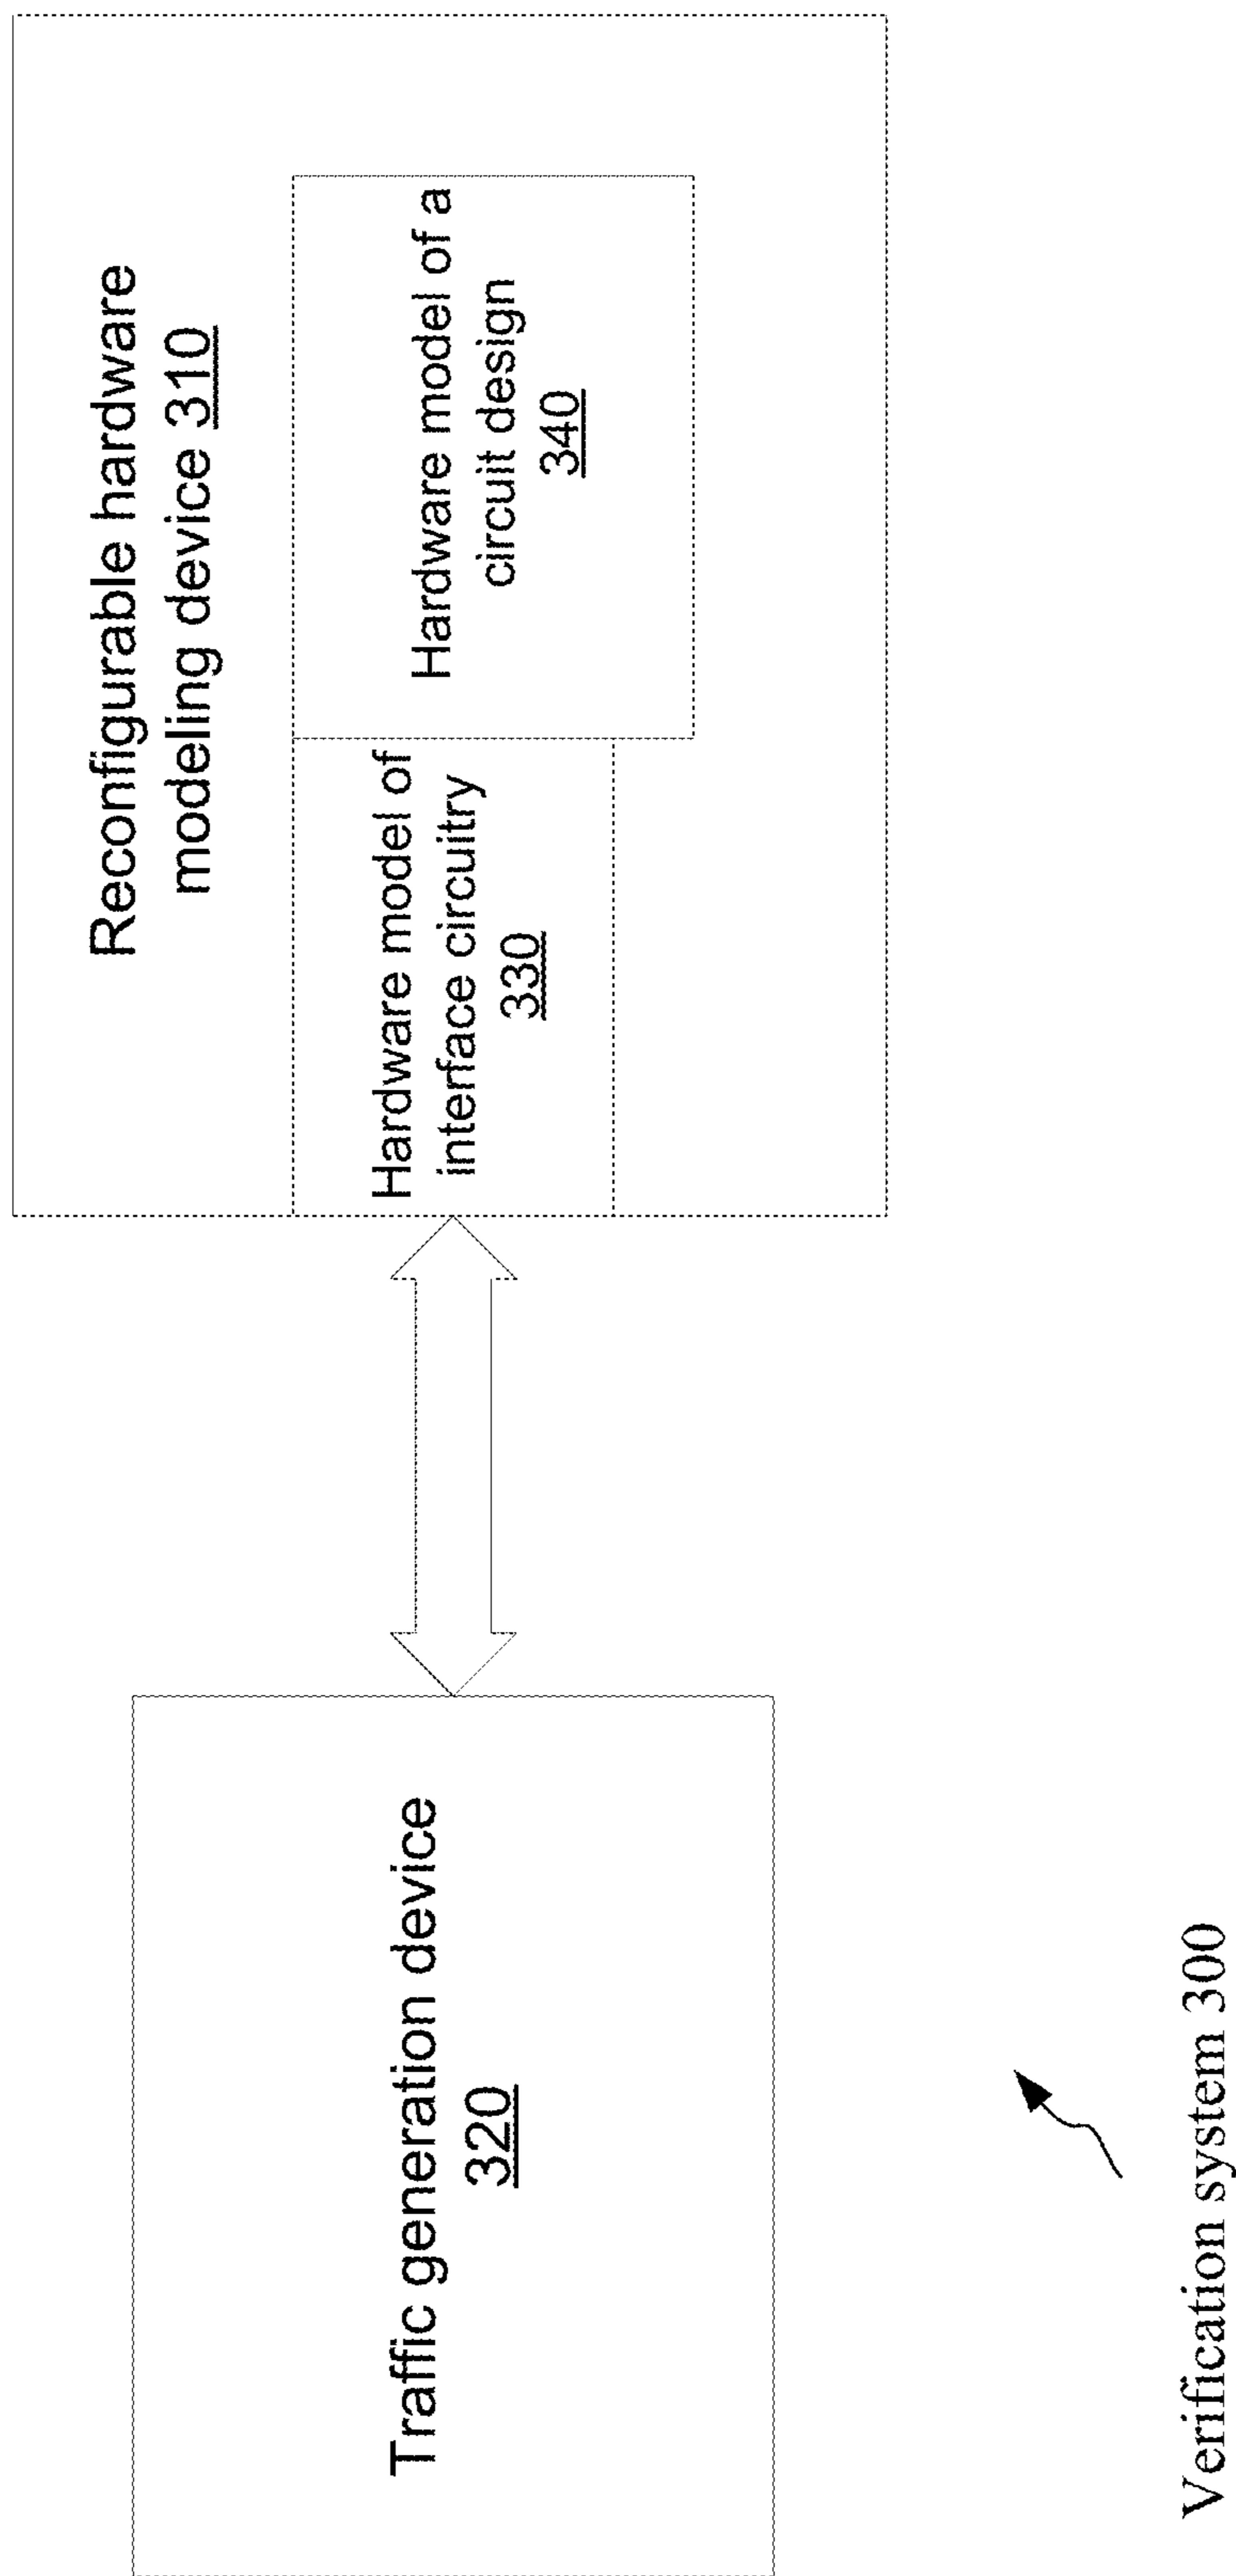 Reconfigurable hardware
modeling device 310
Traffic generation device
320
Hardware model of
interface circuitry
330
Hardware model of a
circuit design
340
Verification system 300